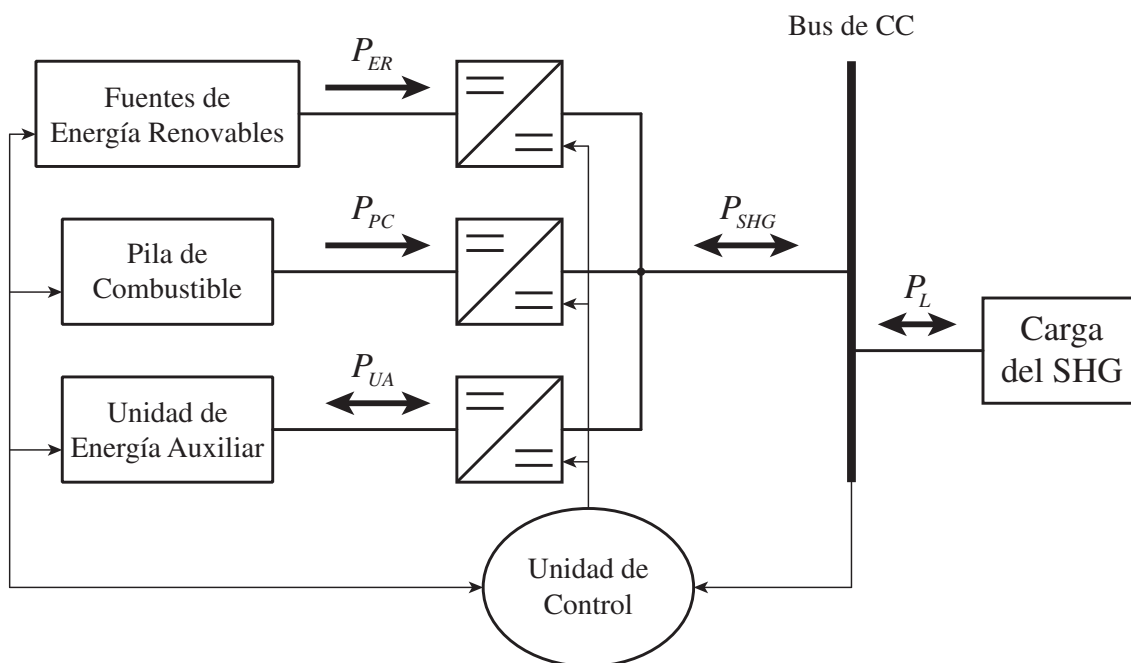 Bus de CC
P_ER
Fuentes de
Energía Renovables
P_PC
Pila de
Combustible
P_SHG
P_L
Carga
del SHG
P_UA
Unidad de
Energía Auxiliar
Unidad de
Control